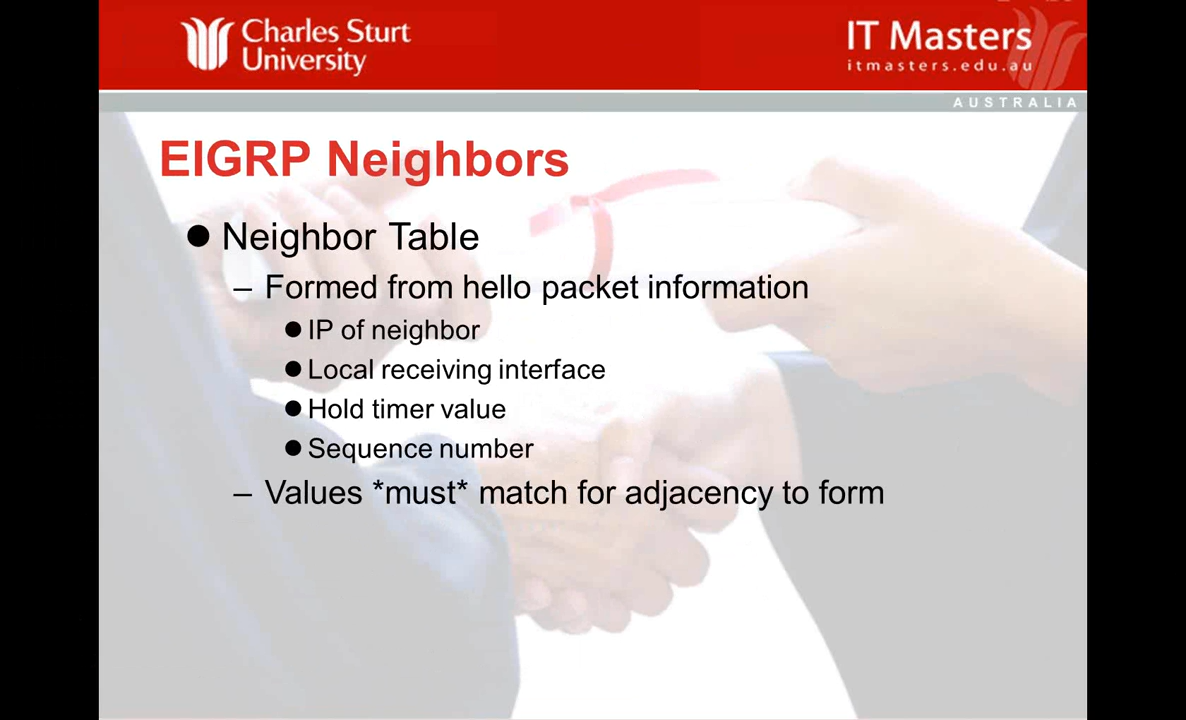 Charles Sturt
University
IT Masters
itmasters.edu.au
AUSTRALIA
EIGRP Neighbors
● Neighbor Table
– Formed from hello packet information
● IP of neighbor
● Local receiving interface
● Hold timer value
● Sequence number
– Values *must* match for adjacency to form